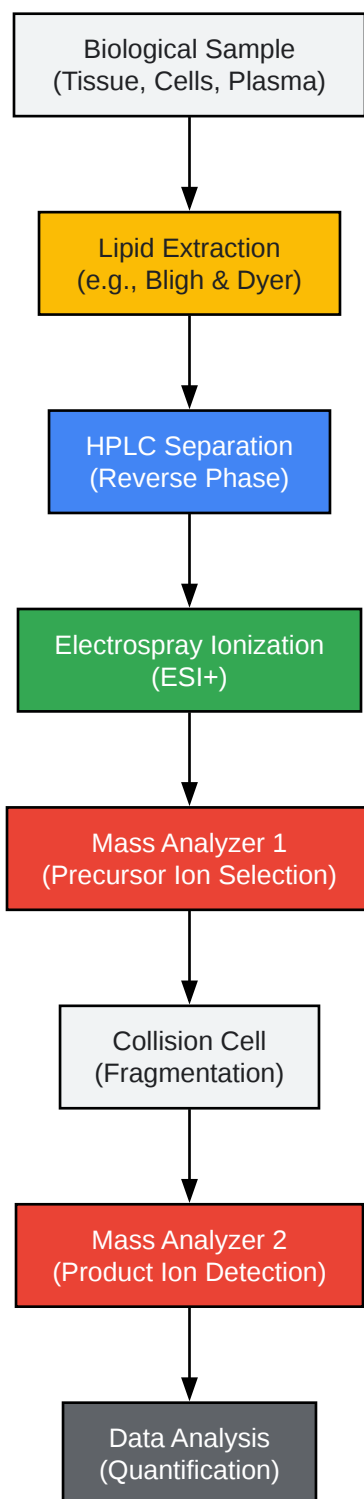 Biological Sample
(Tissue, Cells, Plasma)
Lipid Extraction
(e.g., Bligh & Dyer)
HPLC Separation
(Reverse Phase)
Electrospray Ionization
(ESI+)
Mass Analyzer 1
(Precursor Ion Selection)
Collision Cell
(Fragmentation)
Mass Analyzer 2
(Product Ion Detection)
Data Analysis
(Quantification)